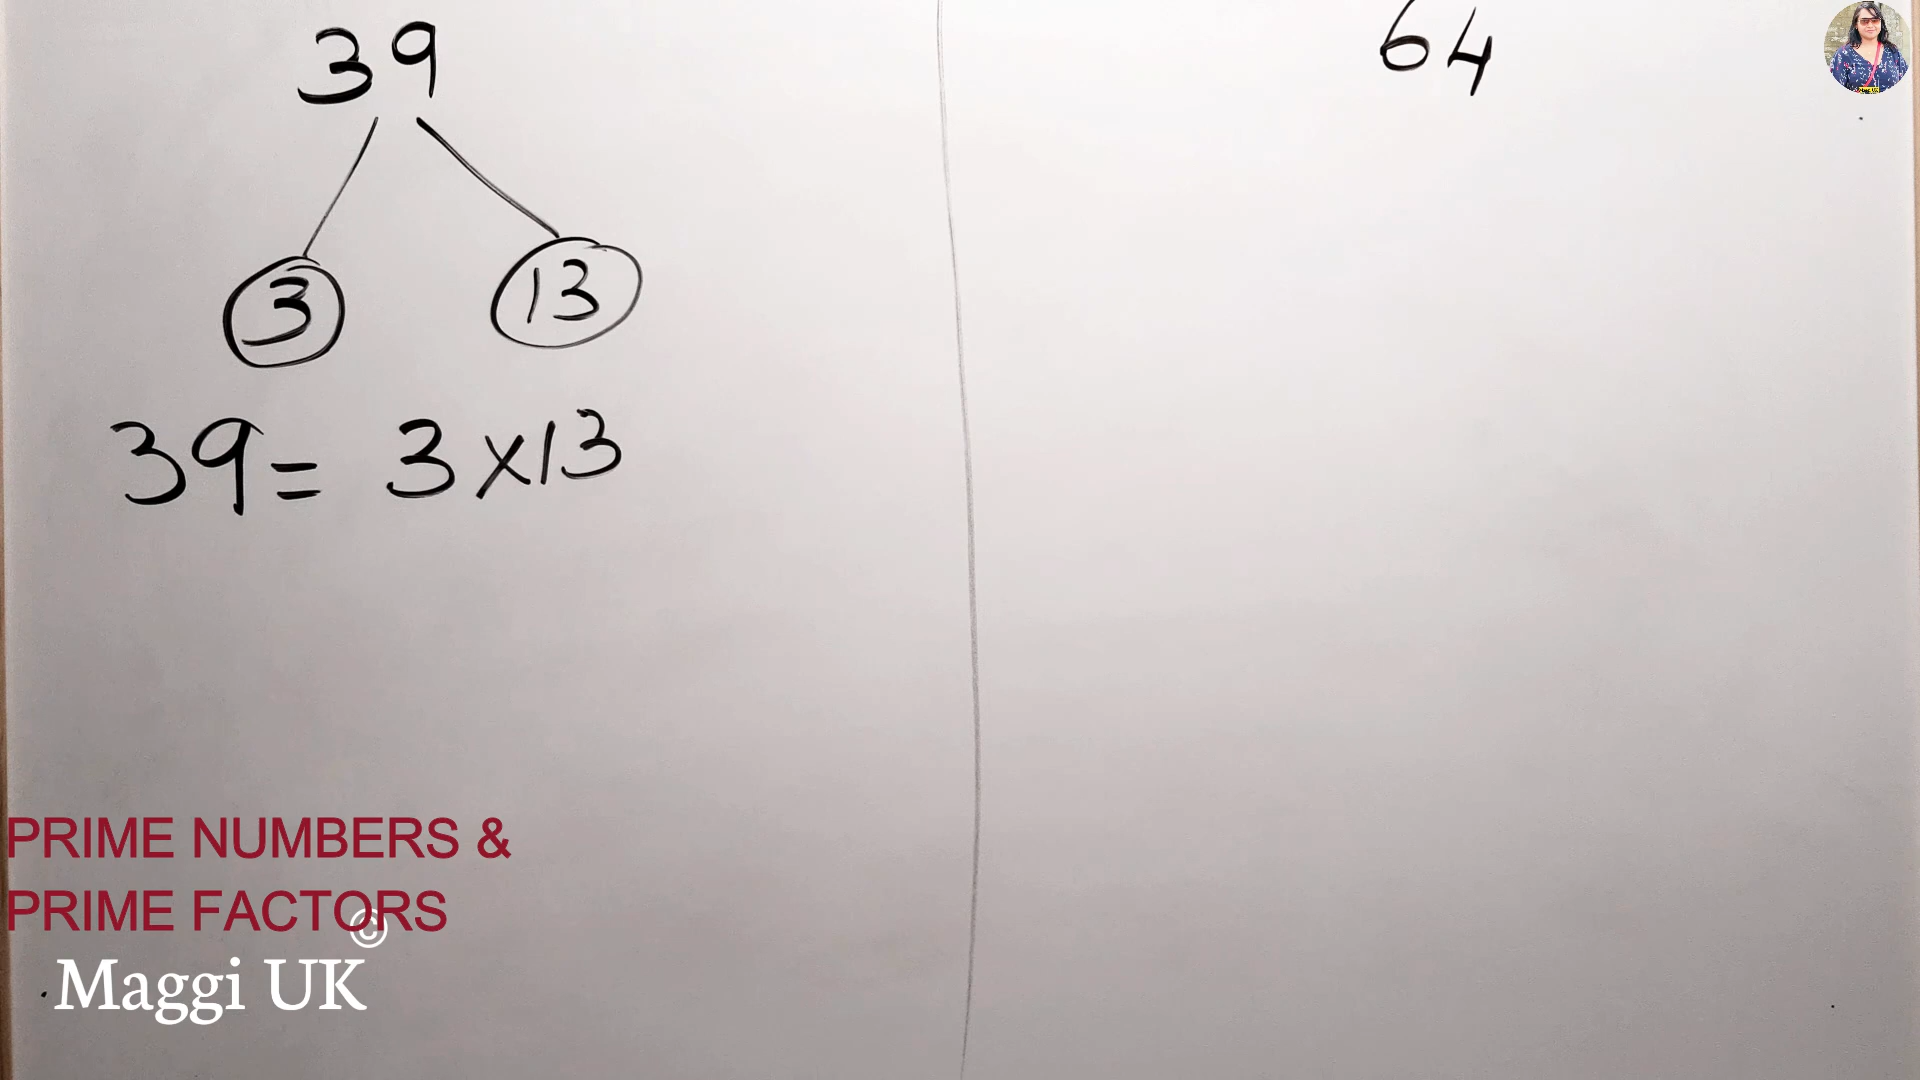 39
3 13
39 = 3 x 13
64
PRIME NUMBERS &
PRIME FACTORS
©
Maggi UK